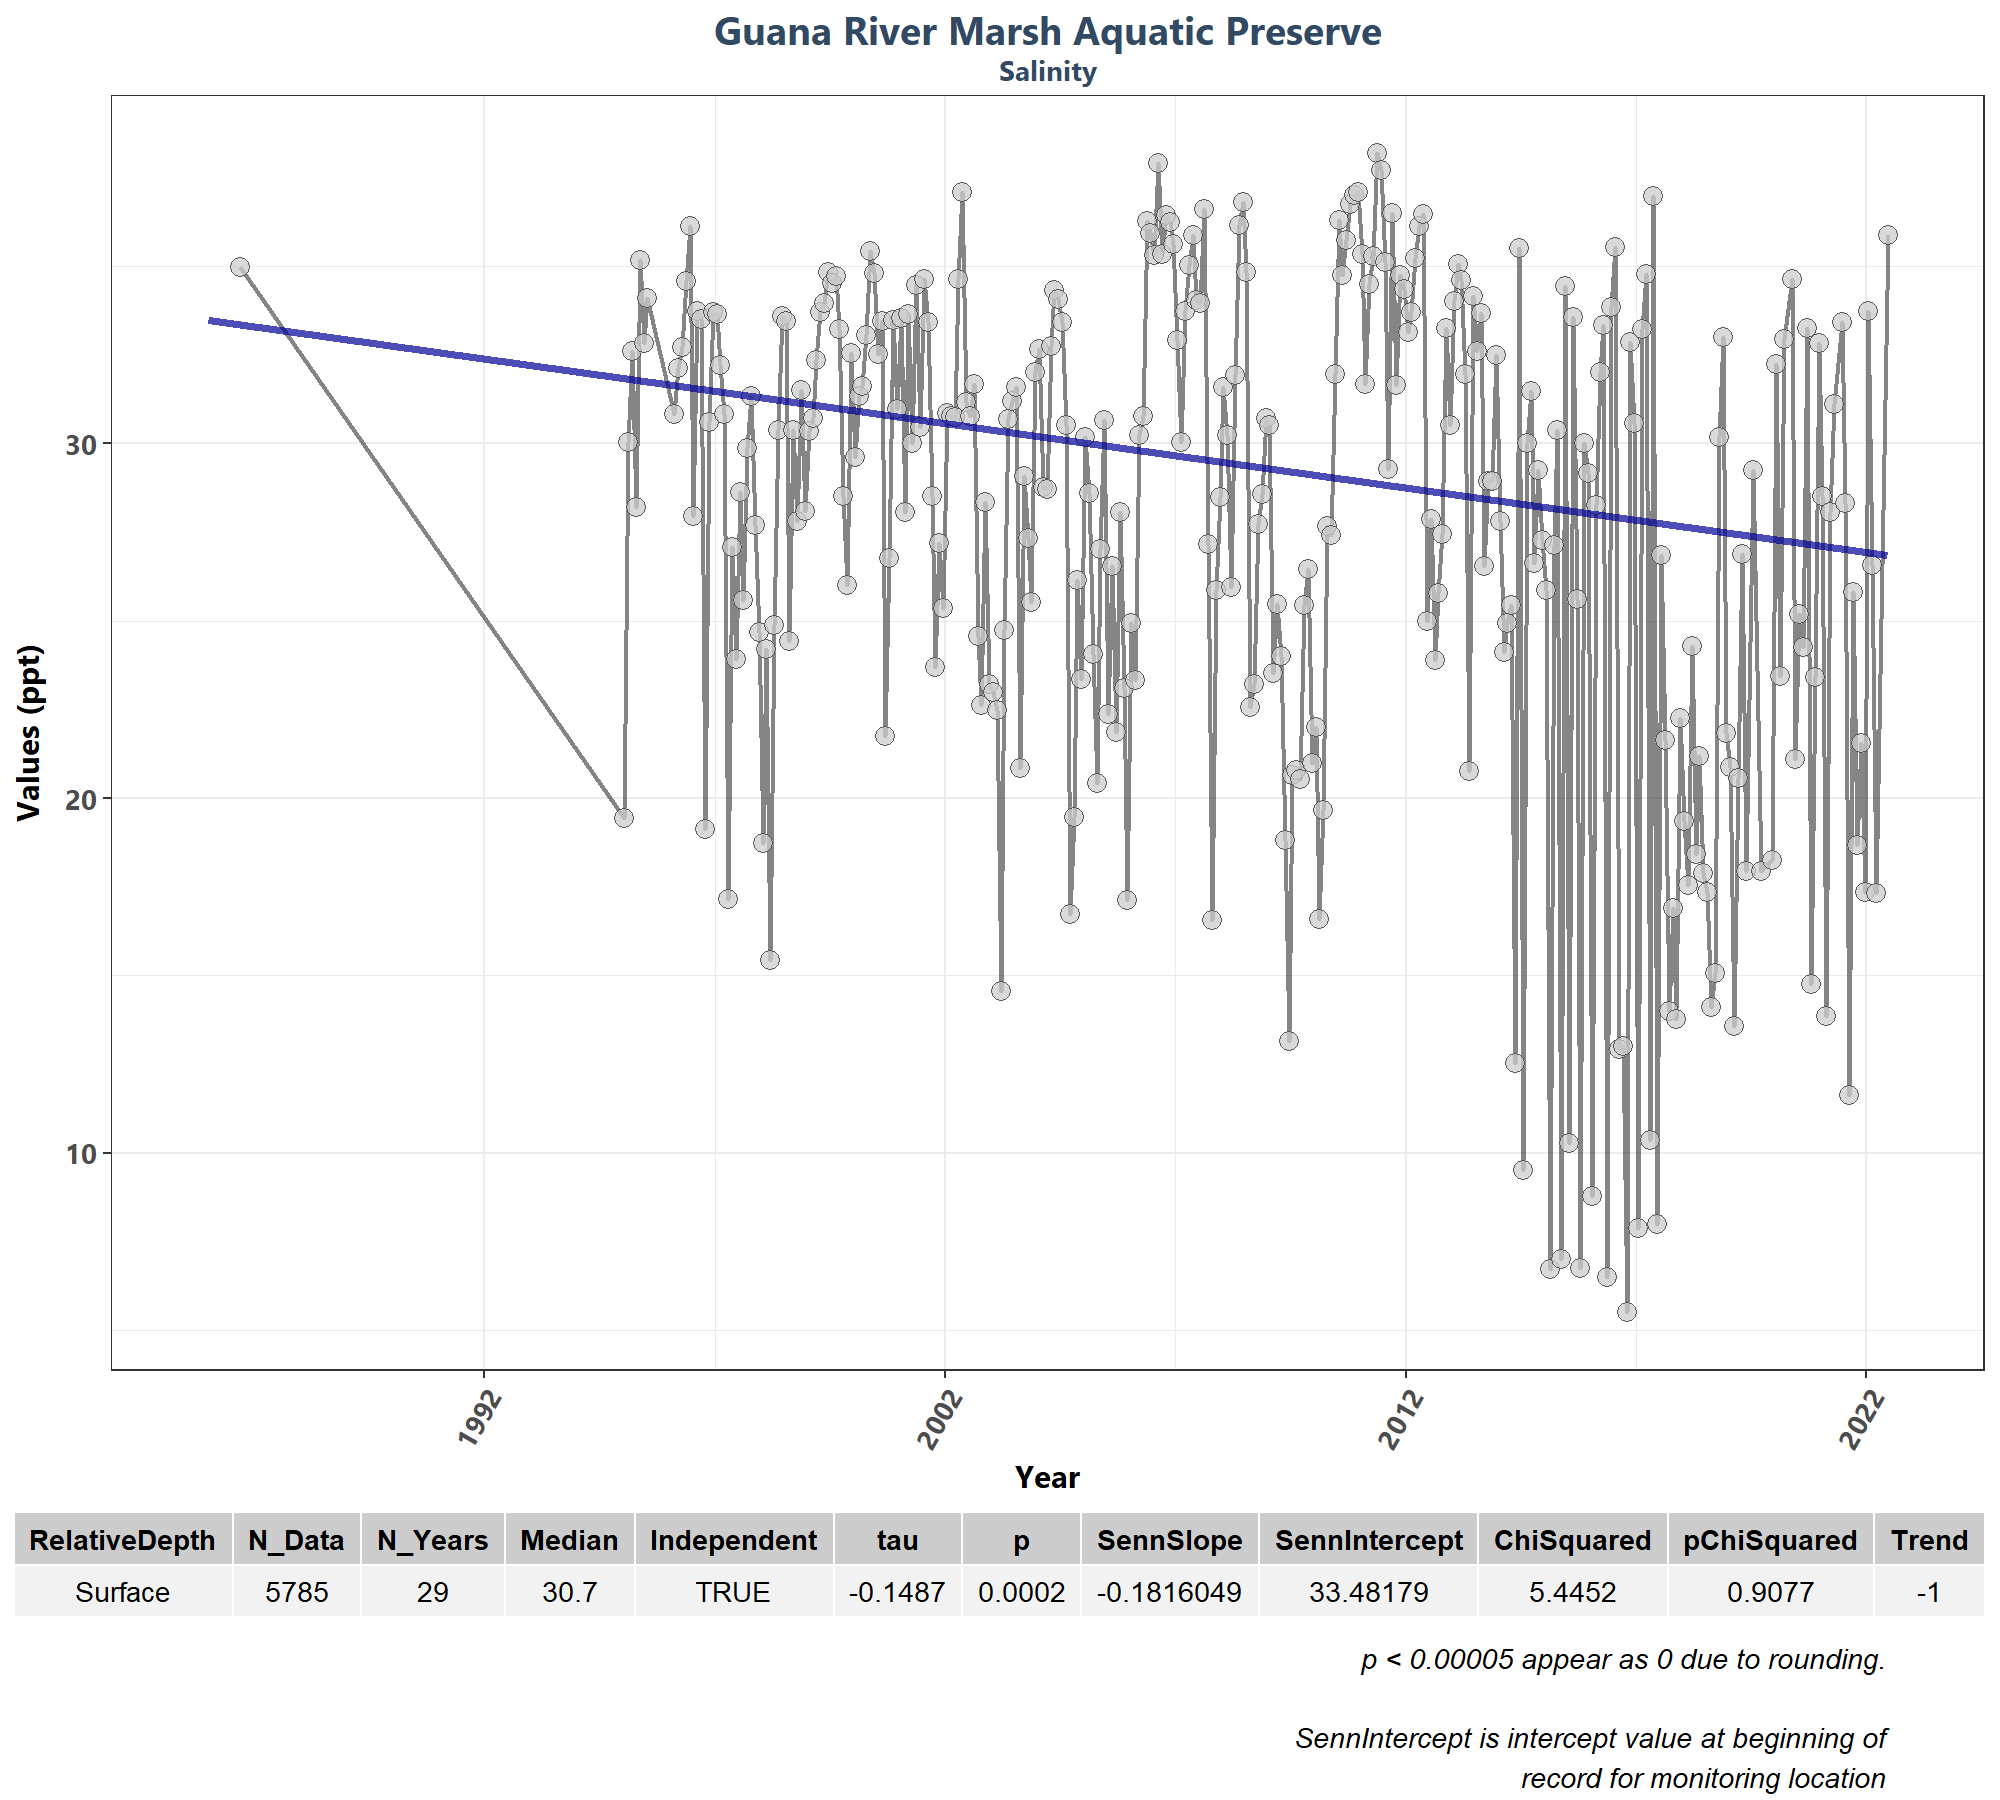 Guana River Marsh Aquatic Preserve
Salinity
Values (ppt)
30
20
10
1992
2002
2012
2022
Year
RelativeDepth N_Data N_Years Median Independent tau p SennSlope SennIntercept ChiSquared pChiSquared Trend
Surface 5785 29 30.7 TRUE -0.1487 0.0002 -0.1816049 33.48179 5.4452 0.9077 -1
p < 0.00005 appear as 0 due to rounding.
SennIntercept is intercept value at beginning of
record for monitoring location